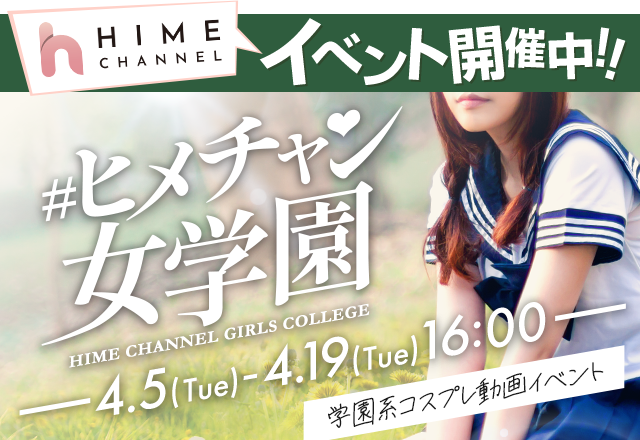 HIME
CHANNEL
イベント開催中!!
#ヒメチャン
女学園
HIME CHANNEL GIRLS COLLEGE
4.5(Tue)-4.19(Tue)16:00
学園系コスプレ動画イベント